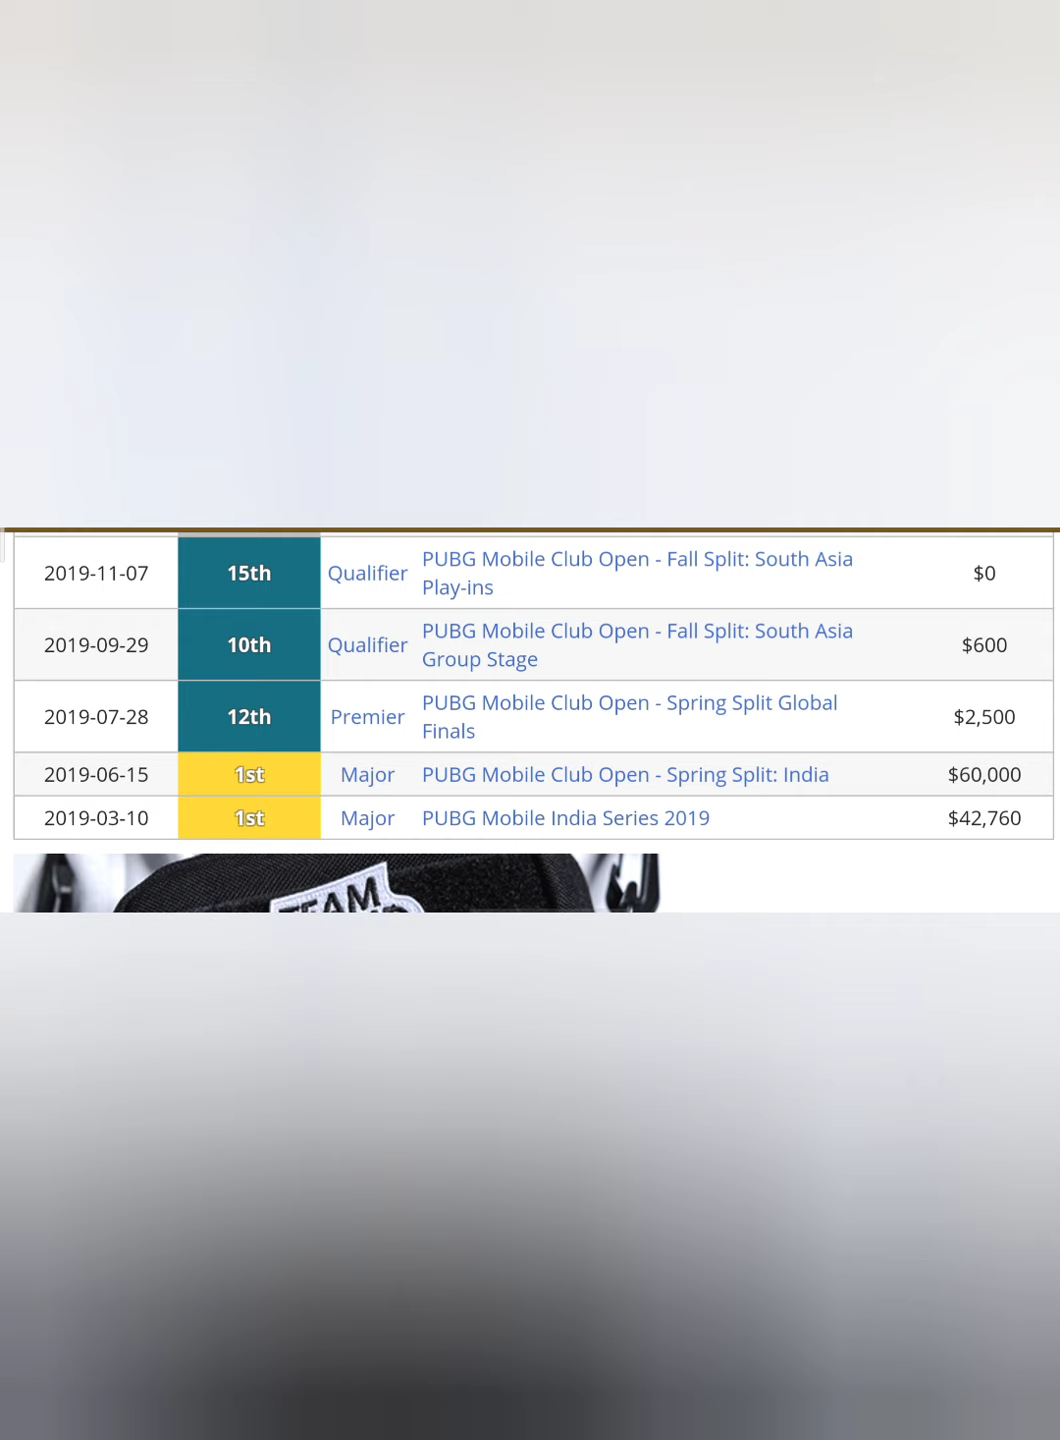 2019-11-07 15th Qualifier PUBG Mobile Club Open - Fall Split: South Asia $0
Play-ins
2019-09-29 10th Qualifier PUBG Mobile Club Open - Fall Split: South Asia $600
Group Stage
2019-07-28 12th Premier PUBG Mobile Club Open - Spring Split Global $2,500
Finals
2019-06-15 1st Major PUBG Mobile Club Open - Spring Split: India $60,000
2019-03-10 1st Major PUBG Mobile India Series 2019 $42,760
TEAM